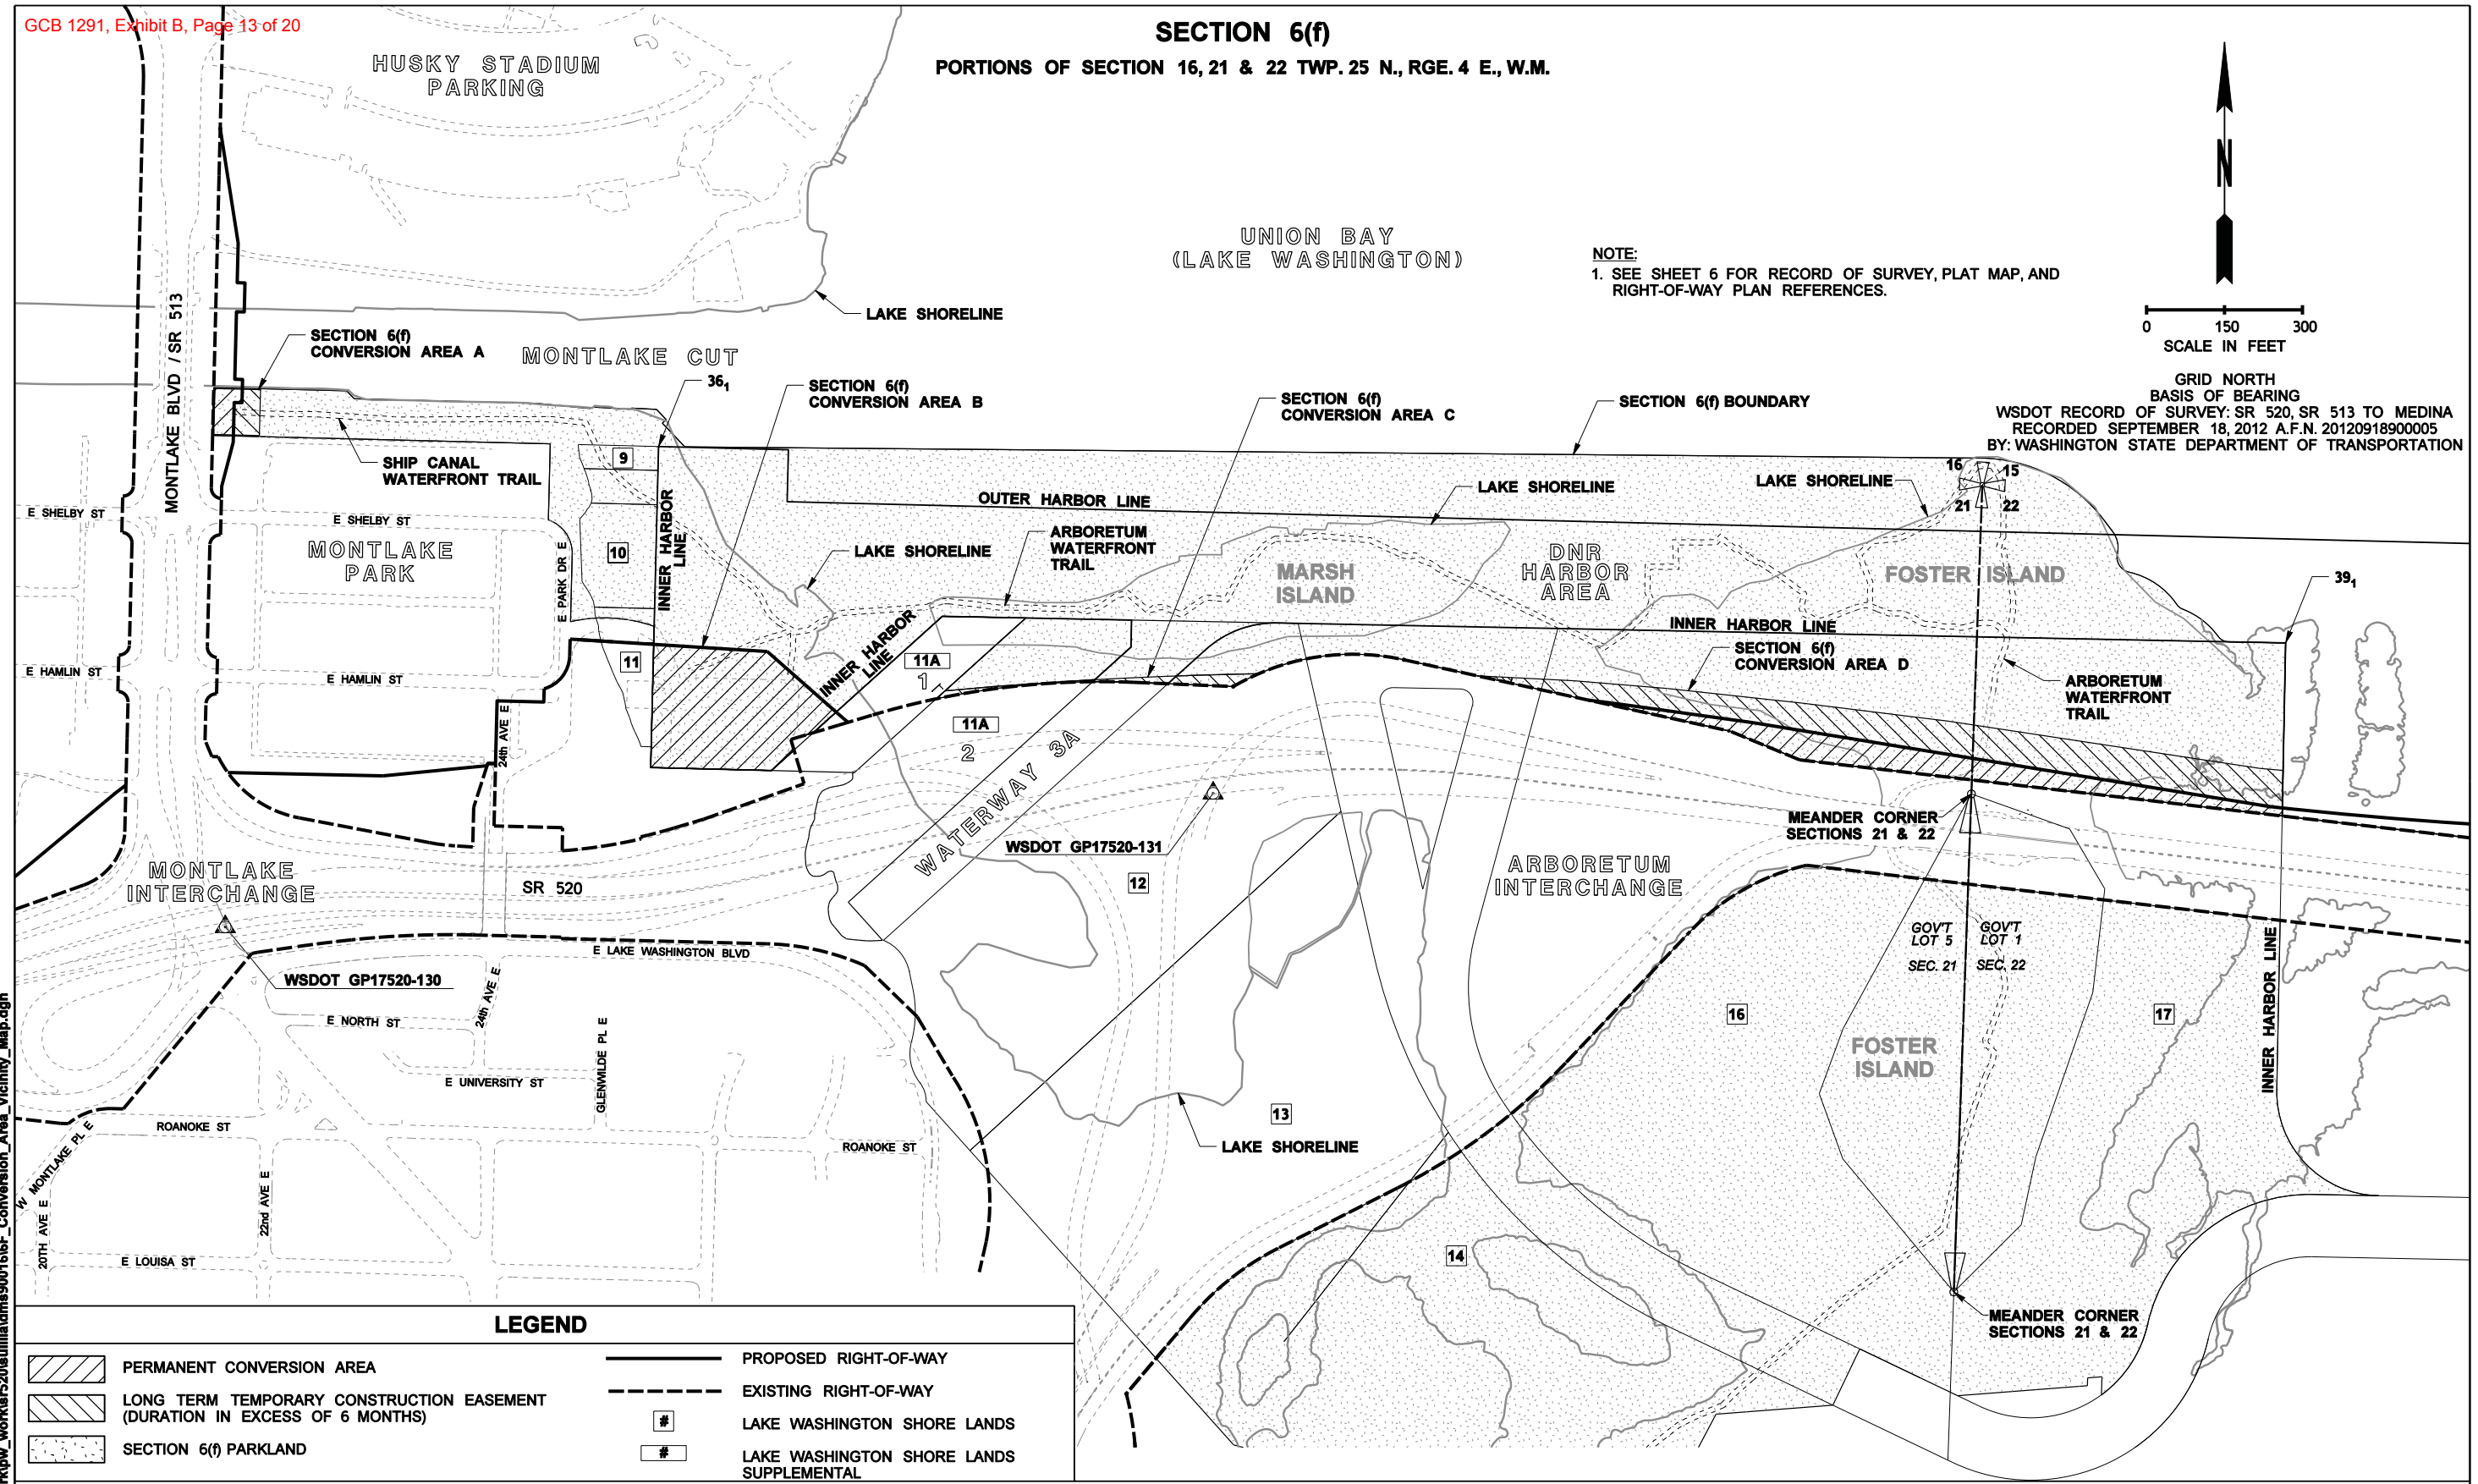 GCB 1291, Exhibit B, Page 13 of 20
SECTION 6(f)
PORTIONS OF SECTION 16, 21 & 22 TWP. 25 N., RGE. 4 E., W.M.
HUSKY STADIUM
PARKING
UNION BAY
(LAKE WASHINGTON)
NOTE:
1. SEE SHEET 6 FOR RECORD OF SURVEY, PLAT MAP, AND
RIGHT-OF-WAY PLAN REFERENCES.
N
0 150 300
SCALE IN FEET
GRID NORTH
BASIS OF BEARING
WSDOT RECORD OF SURVEY: SR 520, SR 513 TO MEDINA
RECORDED SEPTEMBER 18, 2012 A.F.N. 20120918900005
BY: WASHINGTON STATE DEPARTMENT OF TRANSPORTATION
MONTLAKE BLVD / SR 513
LAKE SHORELINE
SECTION 6(f)
CONVERSION AREA A
MONTLAKE CUT
36₁
SECTION 6(f)
CONVERSION AREA B
SECTION 6(f)
CONVERSION AREA C
SECTION 6(f) BOUNDARY
SHIP CANAL
WATERFRONT TRAIL
9
INNER HARBOR
LINE
OUTER HARBOR LINE
LAKE SHORELINE
LAKE SHORELINE
16
15
21
22
E SHELBY ST
E SHELBY ST
MONTLAKE
PARK
E PARK DR E
10
LAKE SHORELINE
ARBORETUM
WATERFRONT
TRAIL
MARSH
ISLAND
DNR
HARBOR
AREA
FOSTER ISLAND
39₁
INNER HARBOR LINE
E HAMLIN ST
E HAMLIN ST
11
INNER HARBOR
LINE
11A
1
SECTION 6(f)
CONVERSION AREA D
ARBORETUM
WATERFRONT
TRAIL
24th AVE E
11A
2
WATERWAY 3A
WSDOT GP17520-131
MEANDER CORNER
SECTIONS 21 & 22
MONTLAKE
INTERCHANGE
SR 520
12
ARBORETUM
INTERCHANGE
E LAKE WASHINGTON BLVD
WSDOT GP17520-130
GOV'T
LOT 5
SEC. 21
GOV'T
LOT 1
SEC. 22
INNER HARBOR LINE
E NORTH ST
24th AVE E
GLENWILDE PL E
E UNIVERSITY ST
16
17
FOSTER
ISLAND
13
LAKE SHORELINE
ROANOKE ST
ROANOKE ST
W MONTLAKE PL E
20TH AVE E
22nd AVE E
E LOUISA ST
14
MEANDER CORNER
SECTIONS 21 & 22
LEGEND
PERMANENT CONVERSION AREA
LONG TERM TEMPORARY CONSTRUCTION EASEMENT
(DURATION IN EXCESS OF 6 MONTHS)
SECTION 6(f) PARKLAND
PROPOSED RIGHT-OF-WAY
EXISTING RIGHT-OF-WAY
# LAKE WASHINGTON SHORE LANDS
# LAKE WASHINGTON SHORE LANDS
SUPPLEMENTAL